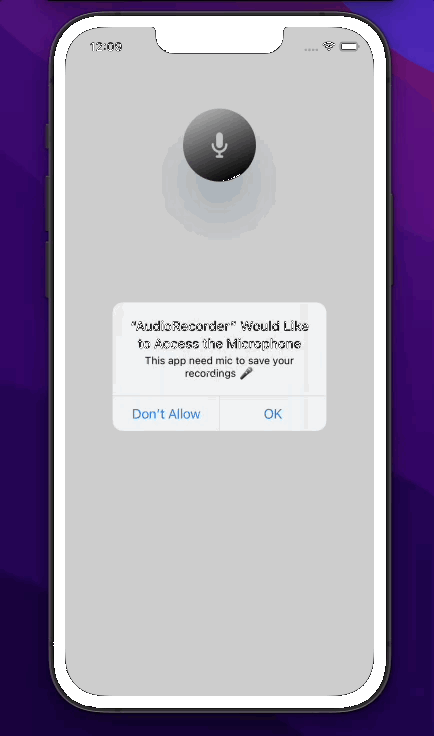 12:09
"AudioRecorder" Would Like
to Access the Microphone
This app need mic to save your
recordings 🎤
Don't Allow
OK